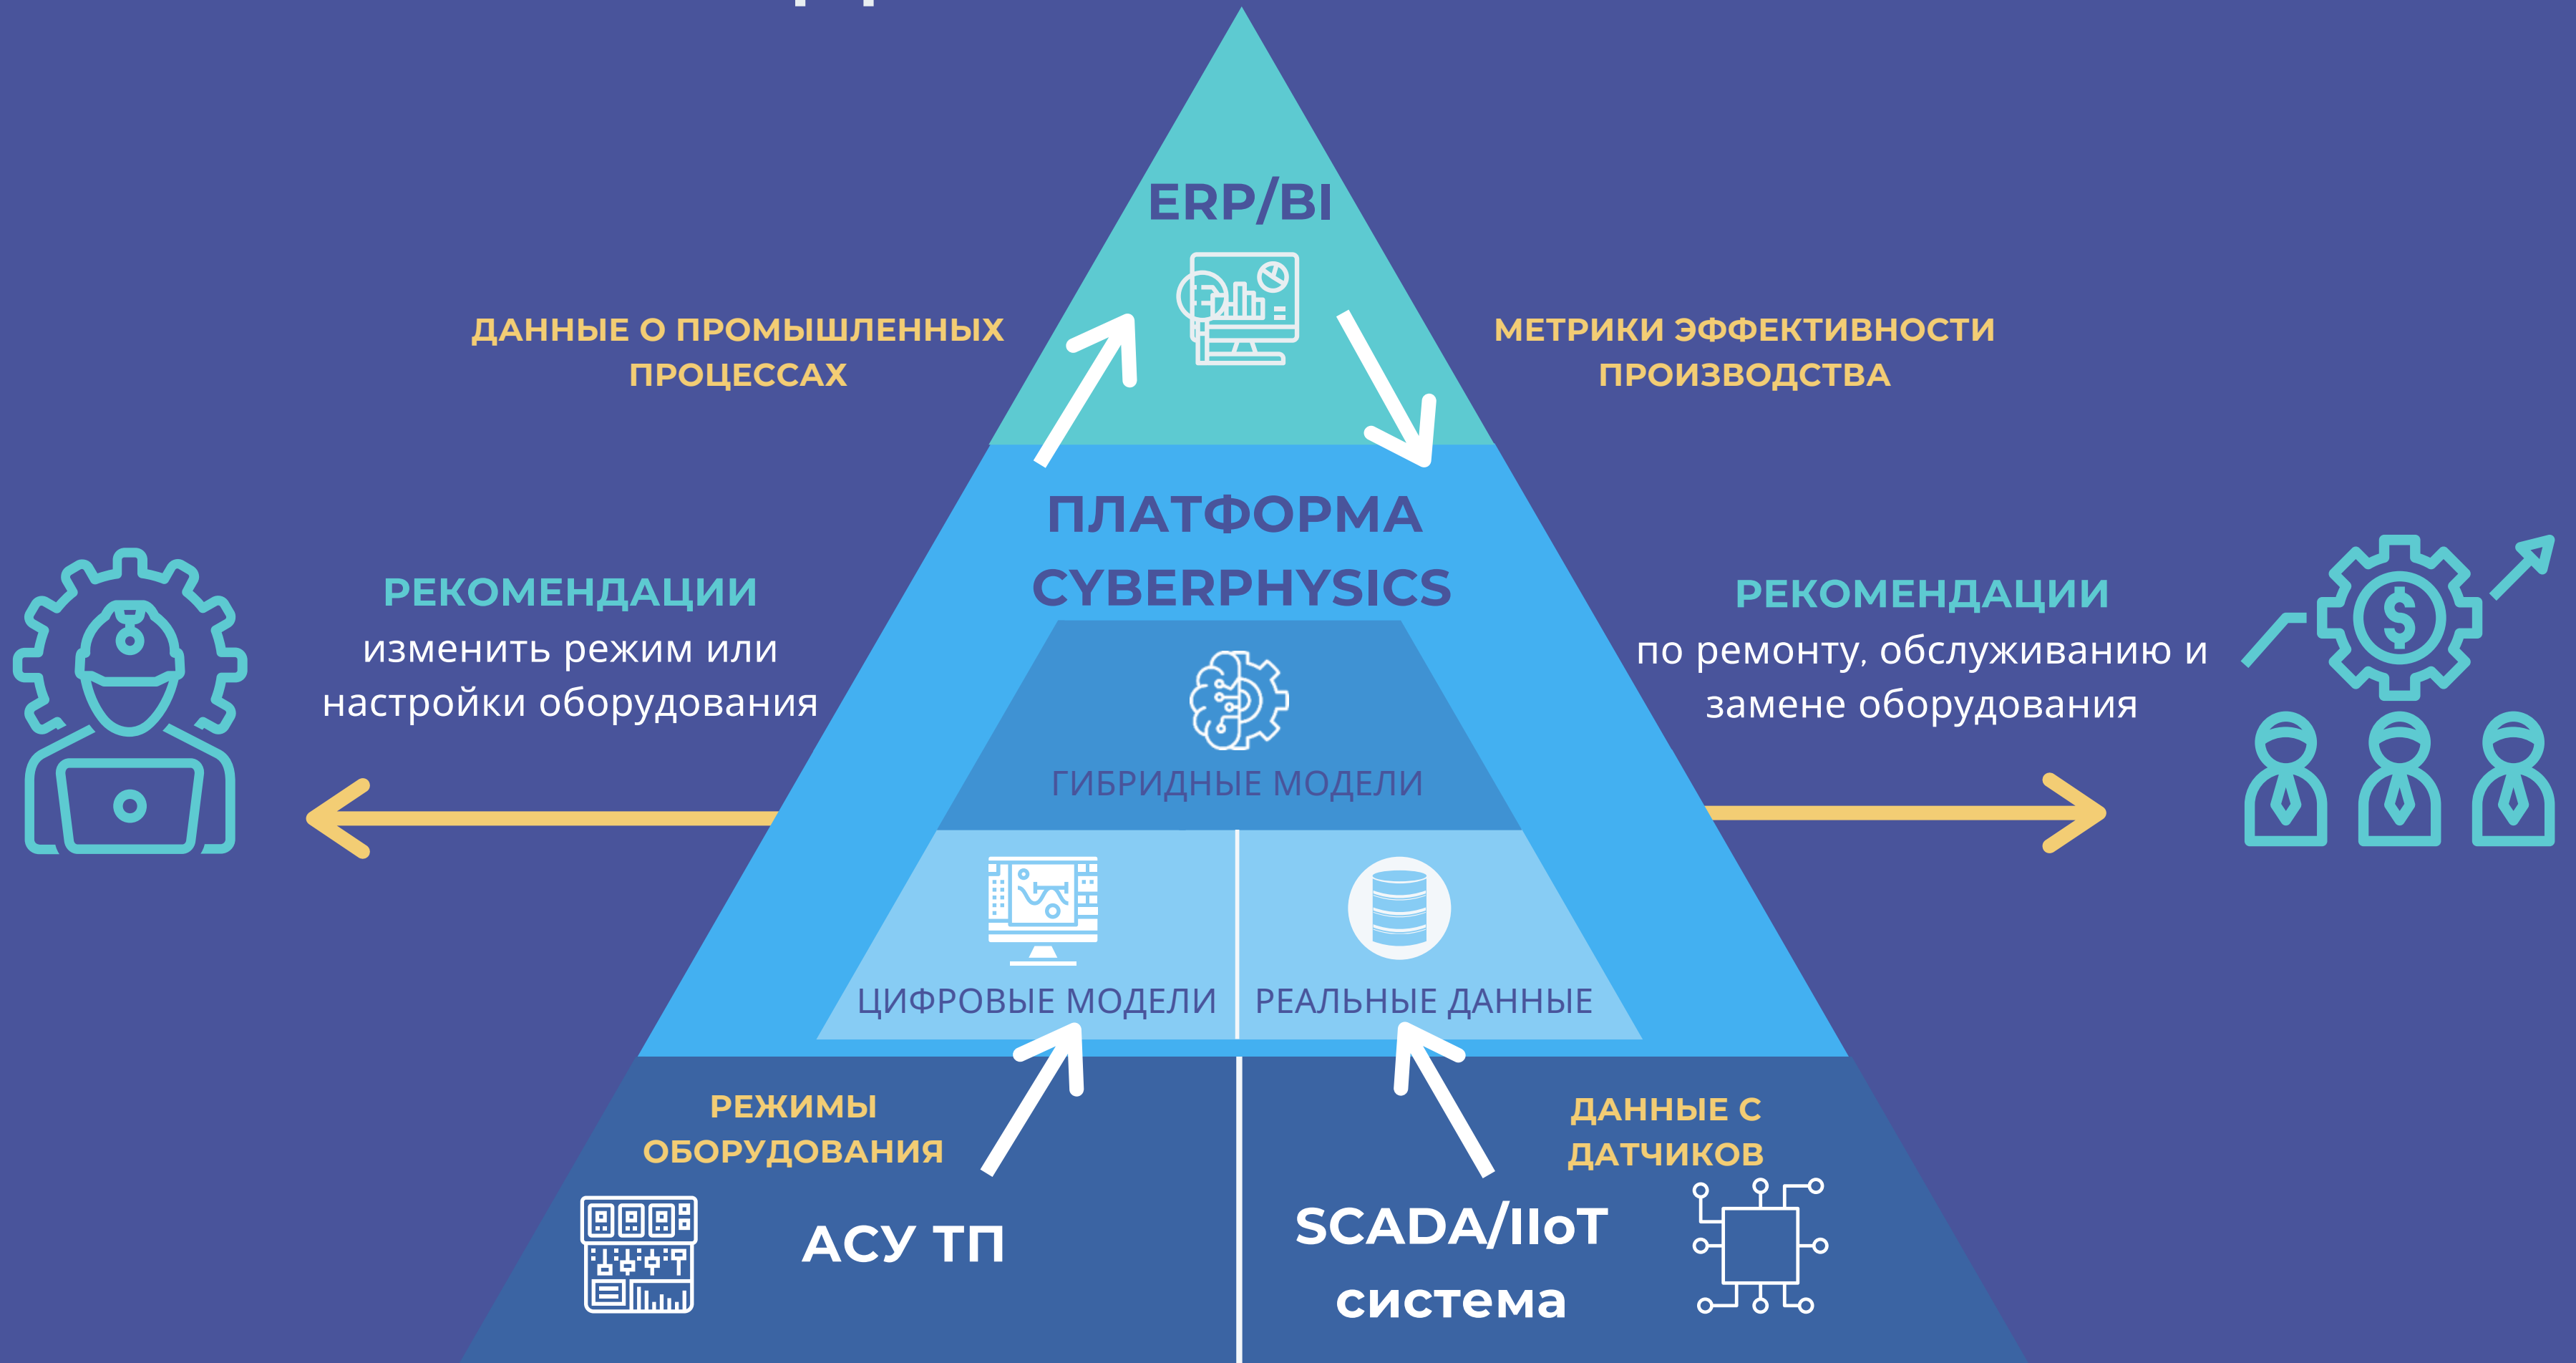 ERP/BI
ДАННЫЕ О ПРОМЫШЛЕННЫХ
ПРОЦЕССАХ
МЕТРИКИ ЭФФЕКТИВНОСТИ
ПРОИЗВОДСТВА
ПЛАТФОРМА
CYBERPHYSICS
РЕКОМЕНДАЦИИ
изменить режим или
настройки оборудования
РЕКОМЕНДАЦИИ
по ремонту, обслуживанию и
замене оборудования
ГИБРИДНЫЕ МОДЕЛИ
ЦИФРОВЫЕ МОДЕЛИ
РЕАЛЬНЫЕ ДАННЫЕ
РЕЖИМЫ
ОБОРУДОВАНИЯ
АСУ ТП
ДАННЫЕ С
ДАТЧИКОВ
SCADA/IIoT
система